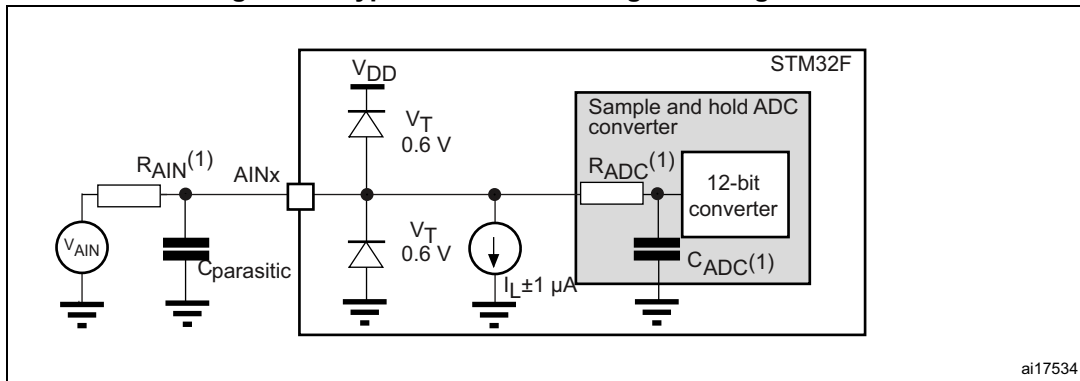 STM32F
VDD
Sample and hold ADC
converter
VT
0.6 V
RAIN(1)
AINx
RADC(1)
12-bit
converter
VAIN
Cparasitic
VT
0.6 V
IL±1 µA
CADC(1)
ai17534